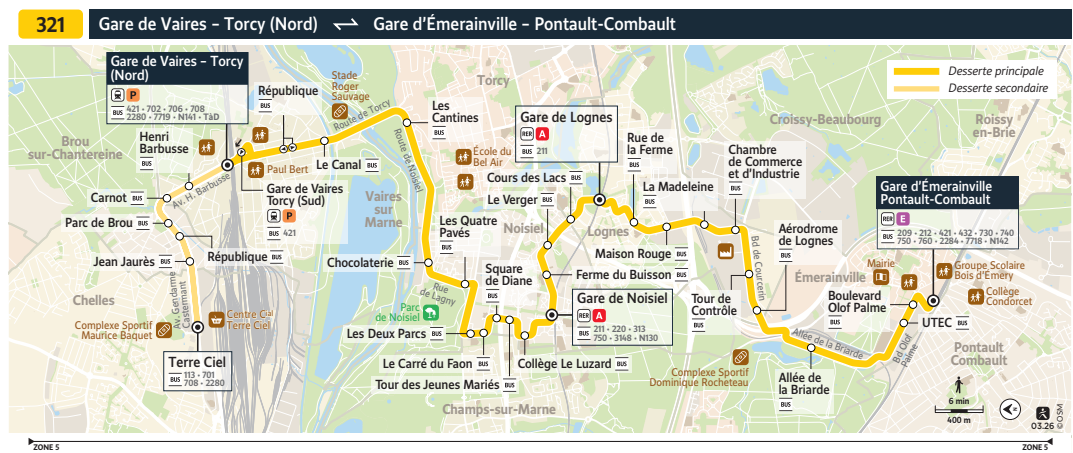 321
Gare de Vaires – Torcy (Nord) ⇌ Gare d'Émerainville – Pontault-Combault
Desserte principale
Desserte secondaire
Gare de Vaires – Torcy
(Nord)
P
BUS 421 • 702 • 706 • 708
2280 • 7719 • N141 • TàD
République
BUS
Stade
Roger
Sauvage
Route de Torcy
Torcy
Les
Cantines
BUS
Brou
sur-Chantereine
Henri
Barbusse
BUS
Paul Bert
Le Canal BUS
Route de Noisiel
École du
Bel Air
Gare de Lognes
RER A
BUS 211
Rue de
la Ferme
BUS
Croissy-Beaubourg
Roissy
en-Brie
Chambre
de Commerce
et d'Industrie
BUS
Carnot BUS
Av. H. Barbusse
Gare de Vaires
Torcy (Sud)
P
BUS 421
Cours des Lacs BUS
La Madeleine
BUS
Gare d'Émerainville
Pontault-Combault
RER E
BUS 209 • 212 • 421 • 432 • 730 • 740
750 • 760 • 2284 • 7718 • N142
Parc de Brou BUS
Vaires
sur
Marne
Les Quatre
Pavés
BUS
Le Verger BUS
Noisiel
Lognes
Aérodrome
de Lognes
BUS
Jean Jaurès BUS
République BUS
Chocolaterie BUS
Square
de Diane
BUS
Maison Rouge BUS
Bd de Courcerin
Émerainville
Mairie
Groupe Scolaire
Bois d'Émery
Chelles
Av. Gendarme
Castermant
Rue
de Lagny
Ferme du Buisson BUS
Collège
Condorcet
Complexe Sportif
Maurice Baquet
Centre Cial
Terre Ciel
Parc
de Noisiel
Gare de Noisiel
RER A
BUS 211 • 220 • 313
750 • 3148 • N130
Tour de
Contrôle
BUS
Boulevard
Olof Palme
BUS
UTEC BUS
Les Deux Parcs BUS
Allée de la Briarde
Bd Olof
Palme
Pontault
Combault
Terre Ciel
BUS 113 • 701
708 • 2280
Le Carré du Faon BUS
Collège Le Luzard BUS
Complexe Sportif
Dominique Rocheteau
Tour des Jeunes Mariés BUS
Allée de
la Briarde
BUS
Champs-sur-Marne
6 min
400 m
N
03.26
© OSM
ZONE 5
ZONE 5